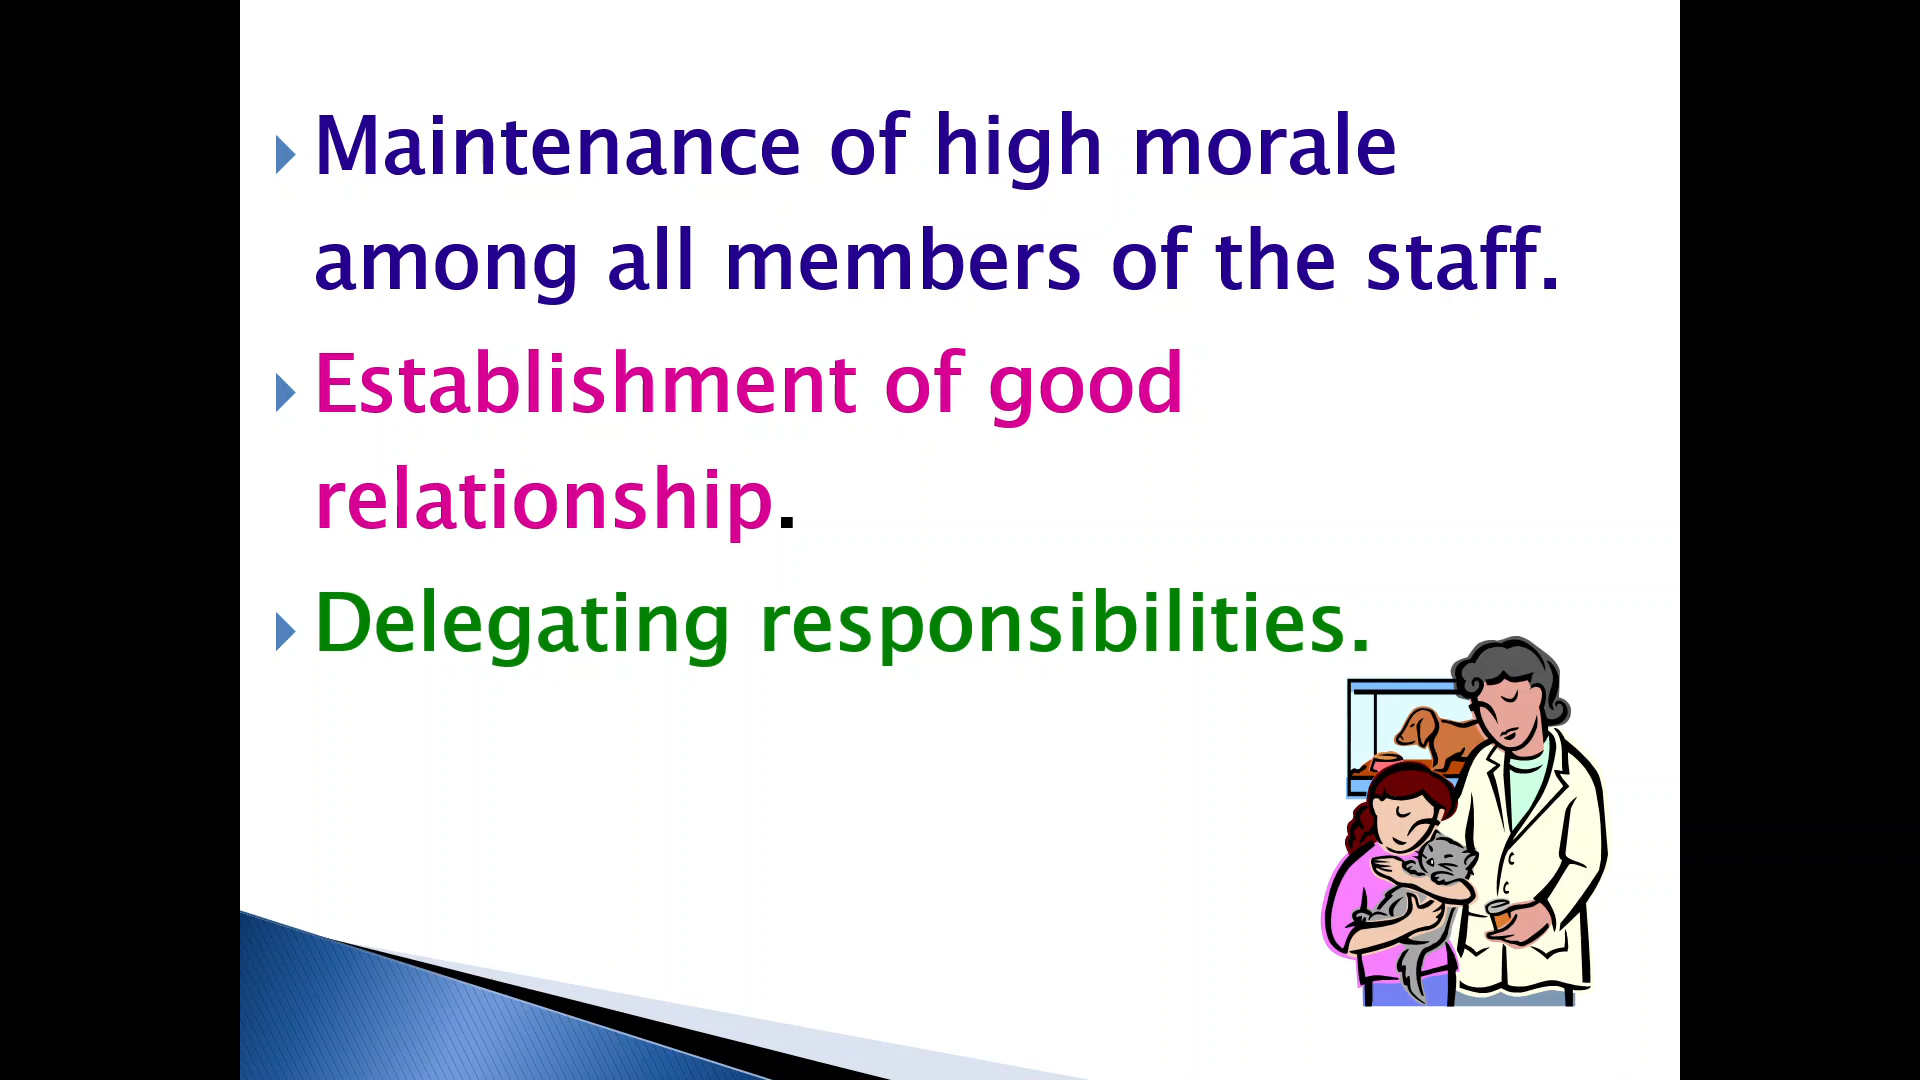 Maintenance of high morale
among all members of the staff.
Establishment of good
relationship.
Delegating responsibilities.